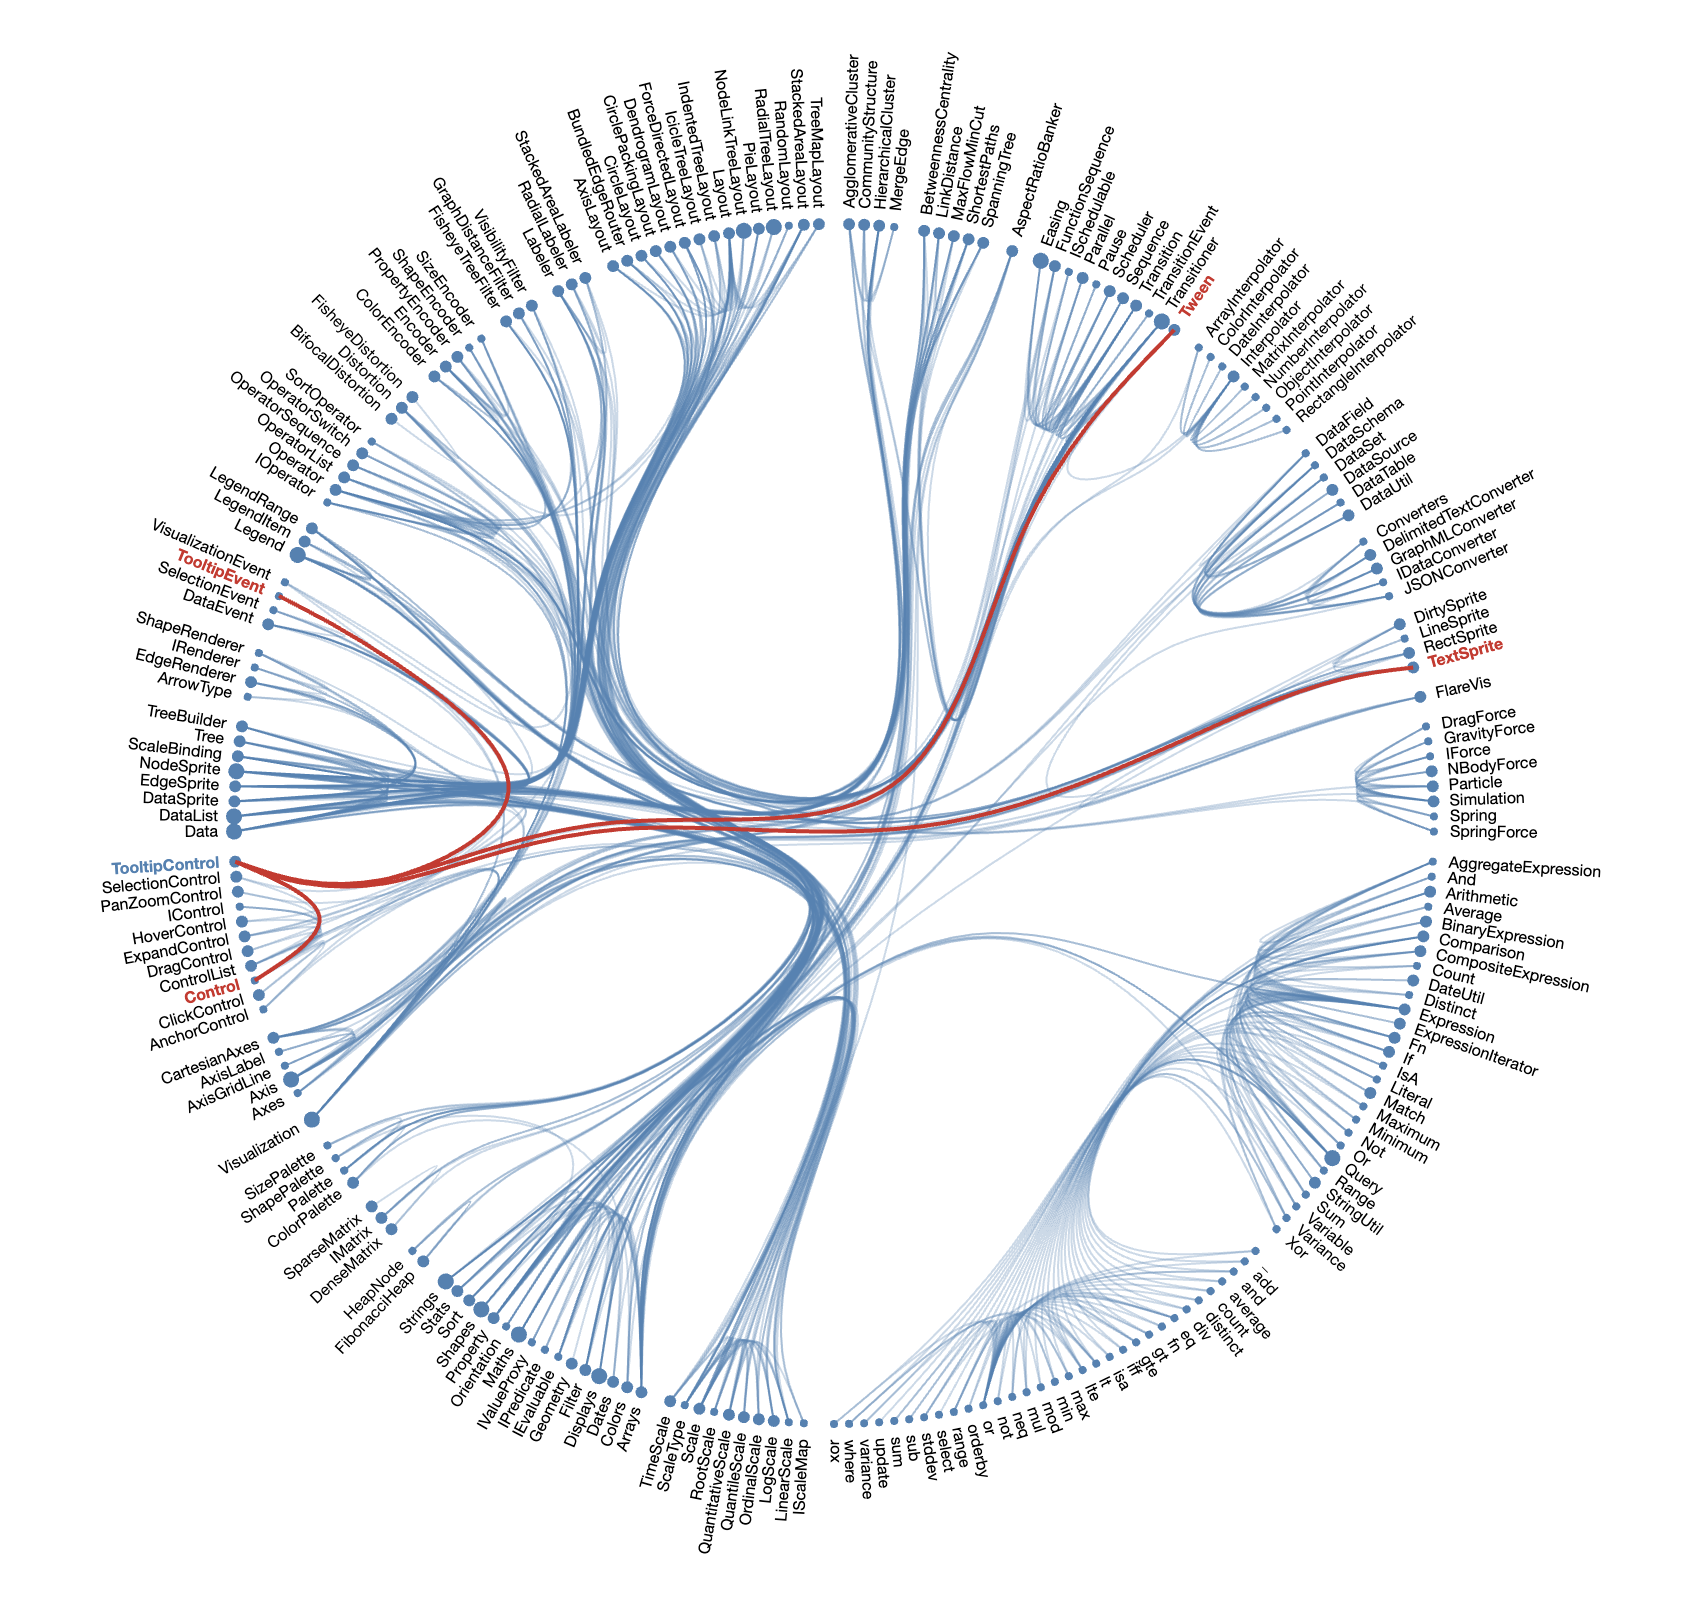 AgglomerativeCluster
CommunityStructure
HierarchicalCluster
MergeEdge
BetweennessCentrality
LinkDistance
MaxFlowMinCut
ShortestPaths
SpanningTree
AspectRatioBanker
Easing
FunctionSequence
ISchedulable
Parallel
Pause
Scheduler
Sequence
Transition
TransitionEvent
Transitioner
Tween
ArrayInterpolator
ColorInterpolator
DateInterpolator
Interpolator
MatrixInterpolator
NumberInterpolator
ObjectInterpolator
PointInterpolator
RectangleInterpolator
DataField
DataSchema
DataSet
DataSource
DataTable
DataUtil
Converters
DelimitedTextConverter
GraphMLConverter
IDataConverter
JSONConverter
DirtySprite
LineSprite
RectSprite
TextSprite
FlareVis
DragForce
GravityForce
IForce
NBodyForce
Particle
Simulation
Spring
SpringForce
AggregateExpression
And
Arithmetic
Average
BinaryExpression
Comparison
CompositeExpression
Count
DateUtil
Distinct
Expression
ExpressionIterator
Fn
If
IsA
Literal
Match
Maximum
Minimum
Not
Or
Query
Range
StringUtil
Sum
Variable
Variance
Xor
_
add
and
average
count
distinct
div
eq
fn
gt
gte
iff
isa
lt
lte
max
min
mod
mul
neq
not
or
orderby
range
select
stddev
sub
sum
update
variance
where
xor
IScaleMap
LinearScale
LogScale
OrdinalScale
QuantileScale
QuantitativeScale
RootScale
Scale
ScaleType
TimeScale
Arrays
Colors
Dates
Displays
Filter
Geometry
IEvaluable
IPredicate
IValueProxy
Maths
Orientation
Property
Shapes
Sort
Stats
Strings
FibonacciHeap
HeapNode
DenseMatrix
IMatrix
SparseMatrix
ColorPalette
Palette
ShapePalette
SizePalette
Visualization
Axes
Axis
AxisGridLine
AxisLabel
CartesianAxes
AnchorControl
ClickControl
Control
ControlList
DragControl
ExpandControl
HoverControl
IControl
PanZoomControl
SelectionControl
TooltipControl
Data
DataList
DataSprite
EdgeSprite
NodeSprite
ScaleBinding
Tree
TreeBuilder
ArrowType
EdgeRenderer
IRenderer
ShapeRenderer
DataEvent
SelectionEvent
TooltipEvent
VisualizationEvent
Legend
LegendItem
LegendRange
IOperator
Operator
OperatorList
OperatorSequence
OperatorSwitch
SortOperator
BifocalDistortion
Distortion
FisheyeDistortion
ColorEncoder
Encoder
PropertyEncoder
ShapeEncoder
SizeEncoder
FisheyeTreeFilter
GraphDistanceFilter
VisibilityFilter
Labeler
RadialLabeler
StackedAreaLabeler
AxisLayout
BundledEdgeRouter
CircleLayout
CirclePackingLayout
DendrogramLayout
ForceDirectedLayout
IcicleTreeLayout
IndentedTreeLayout
Layout
NodeLinkTreeLayout
PieLayout
RadialTreeLayout
RandomLayout
StackedAreaLayout
TreeMapLayout